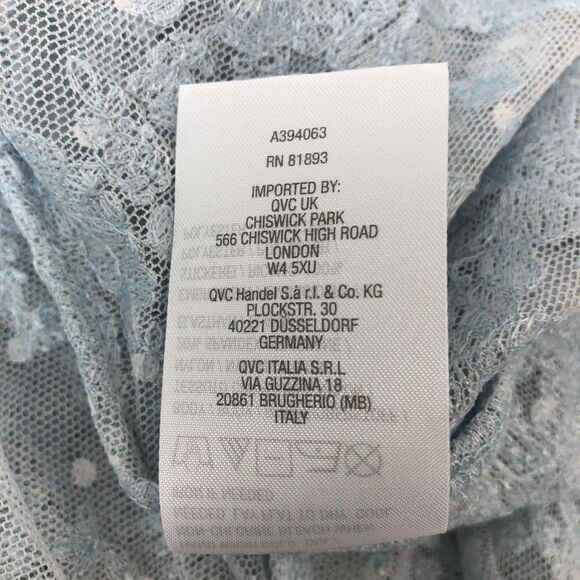 A394063
RN 81893
IMPORTED BY:
QVC UK
CHISWICK PARK
566 CHISWICK HIGH ROAD
LONDON
W4 5XU
QVC Handel S.à r.l. & Co. KG
PLOCKSTR. 30
40221 DÜSSELDORF
GERMANY
QVC ITALIA S.R.L
VIA GUZZINA 18
20861 BRUGHERIO (MB)
ITALY